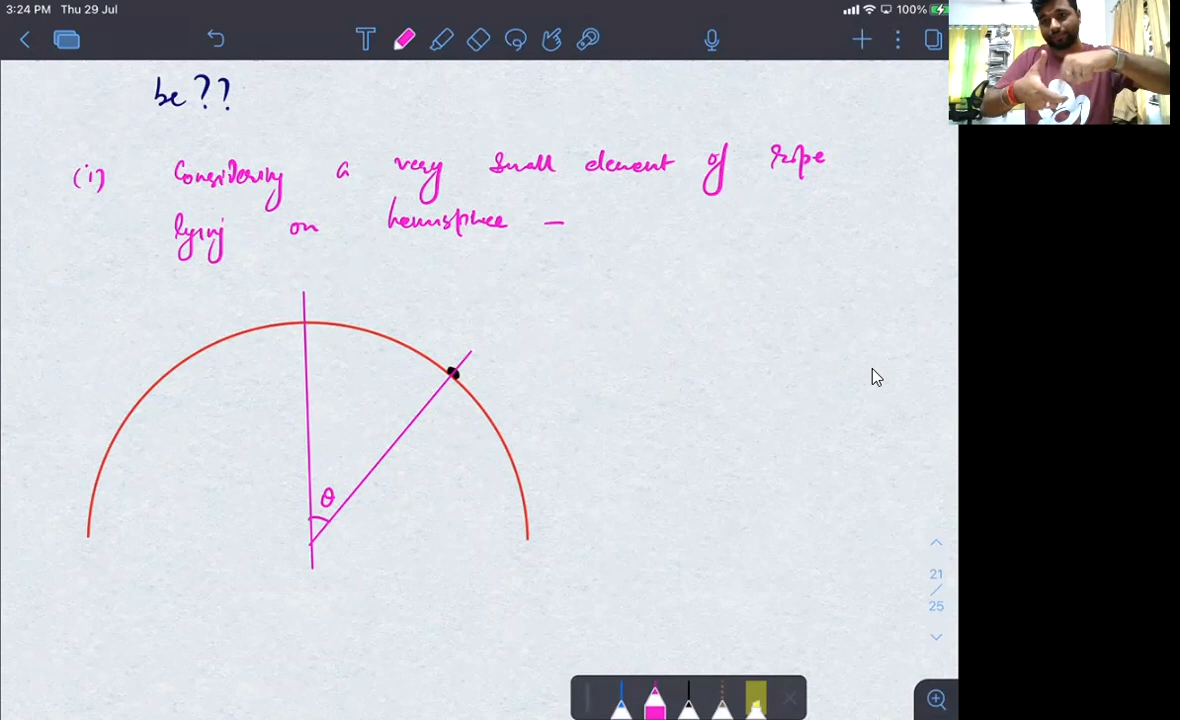 3:24 PM Thu 29 Jul
100%
be ??
(i) Considering a very small element of rope
lying on hemisphere –
θ
21
/
25